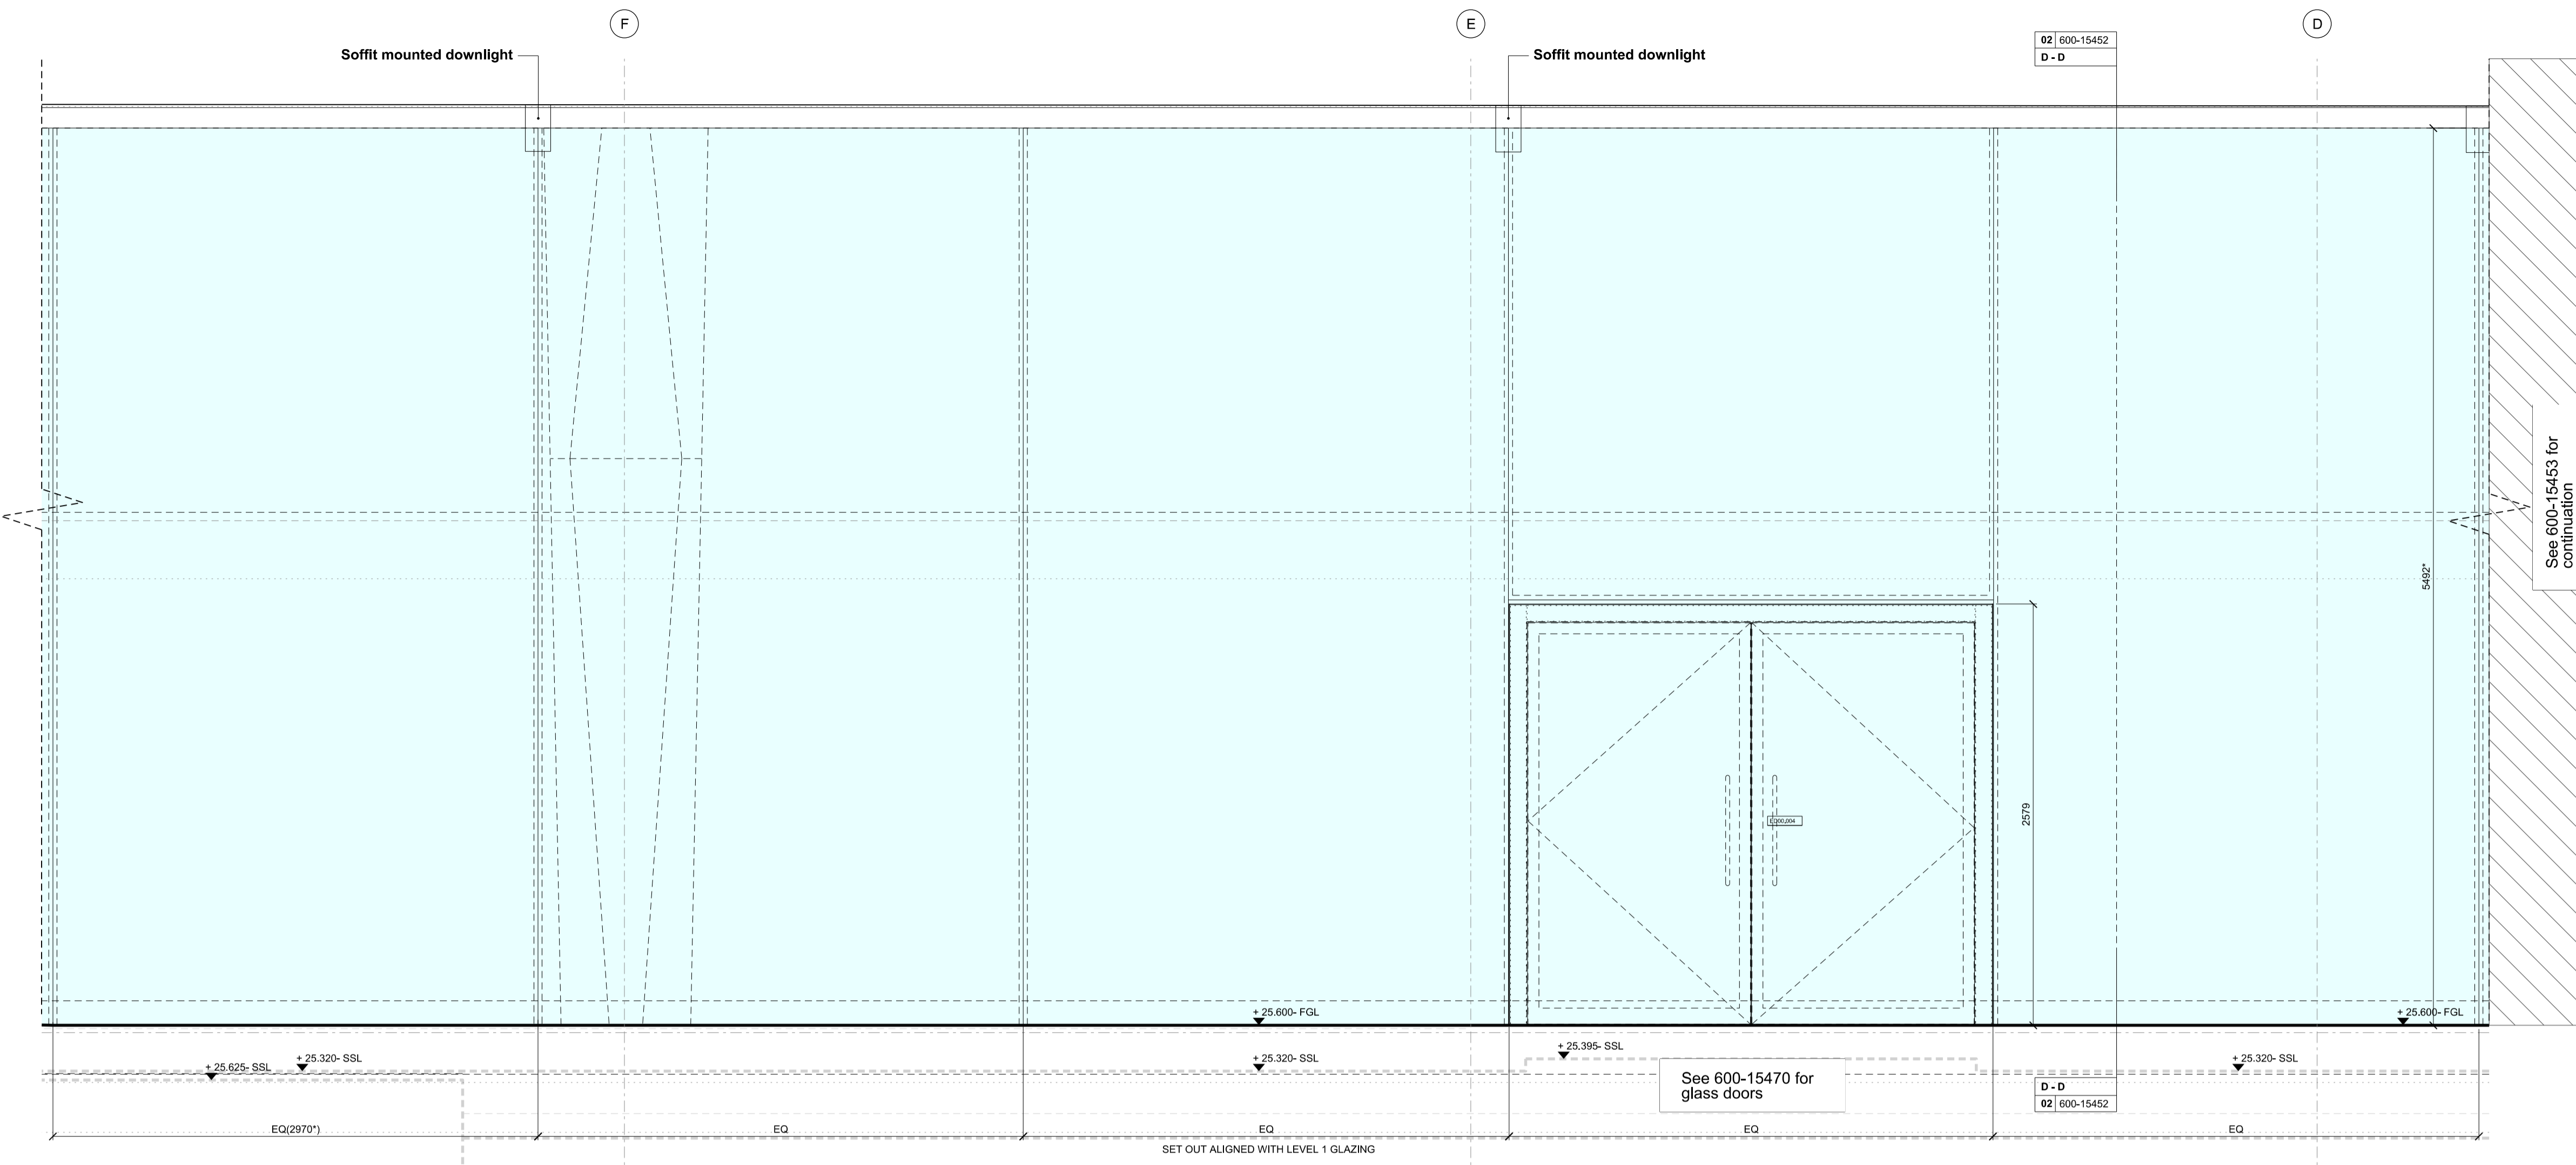 F
E
D
Soffit mounted downlight
Soffit mounted downlight
02 600-15452
D - D
See 600-15453 for
continuation
5492*
2579
EQ00.004
+ 25.600- FGL
+ 25.600- FGL
+ 25.625- SSL
+ 25.320- SSL
+ 25.320- SSL
+ 25.395- SSL
+ 25.320- SSL
See 600-15470 for
glass doors
D - D
02 600-15452
EQ(2970*)
EQ
EQ
EQ
EQ
SET OUT ALIGNED WITH LEVEL 1 GLAZING